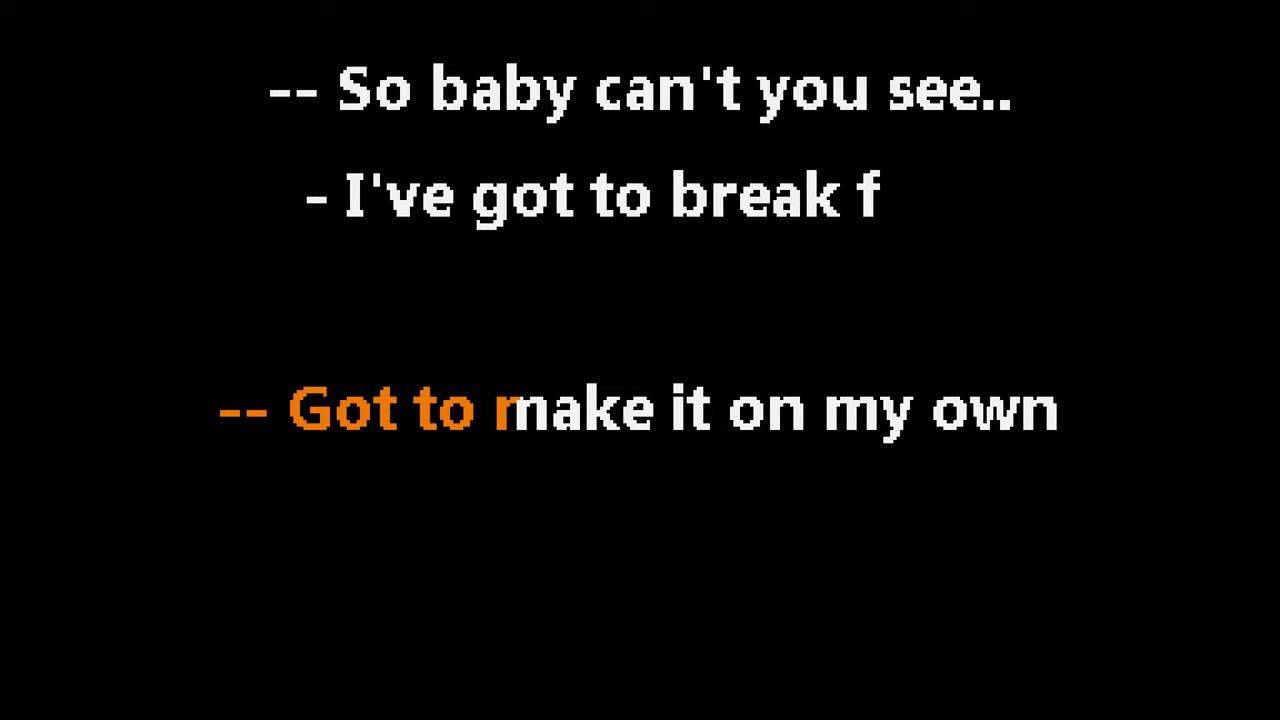 -- So baby can't you see..
- I've got to break f
-- Got to make it on my own